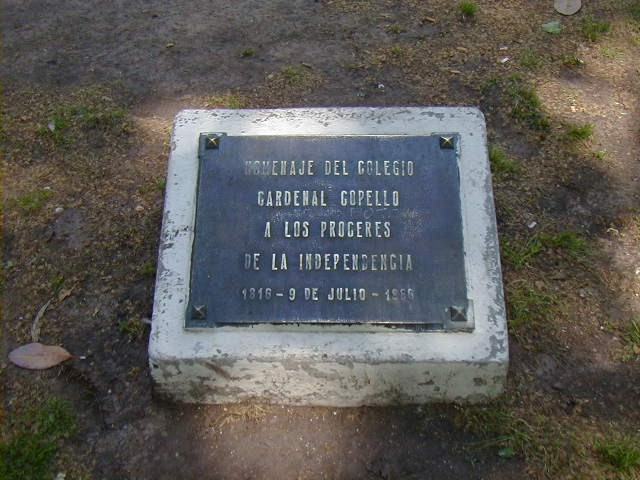 HOMENAJE DEL COLEGIO
CARDENAL COPELLO
A LOS PROCERES
DE LA INDEPENDENCIA
1816 - 9 DE JULIO - 1966